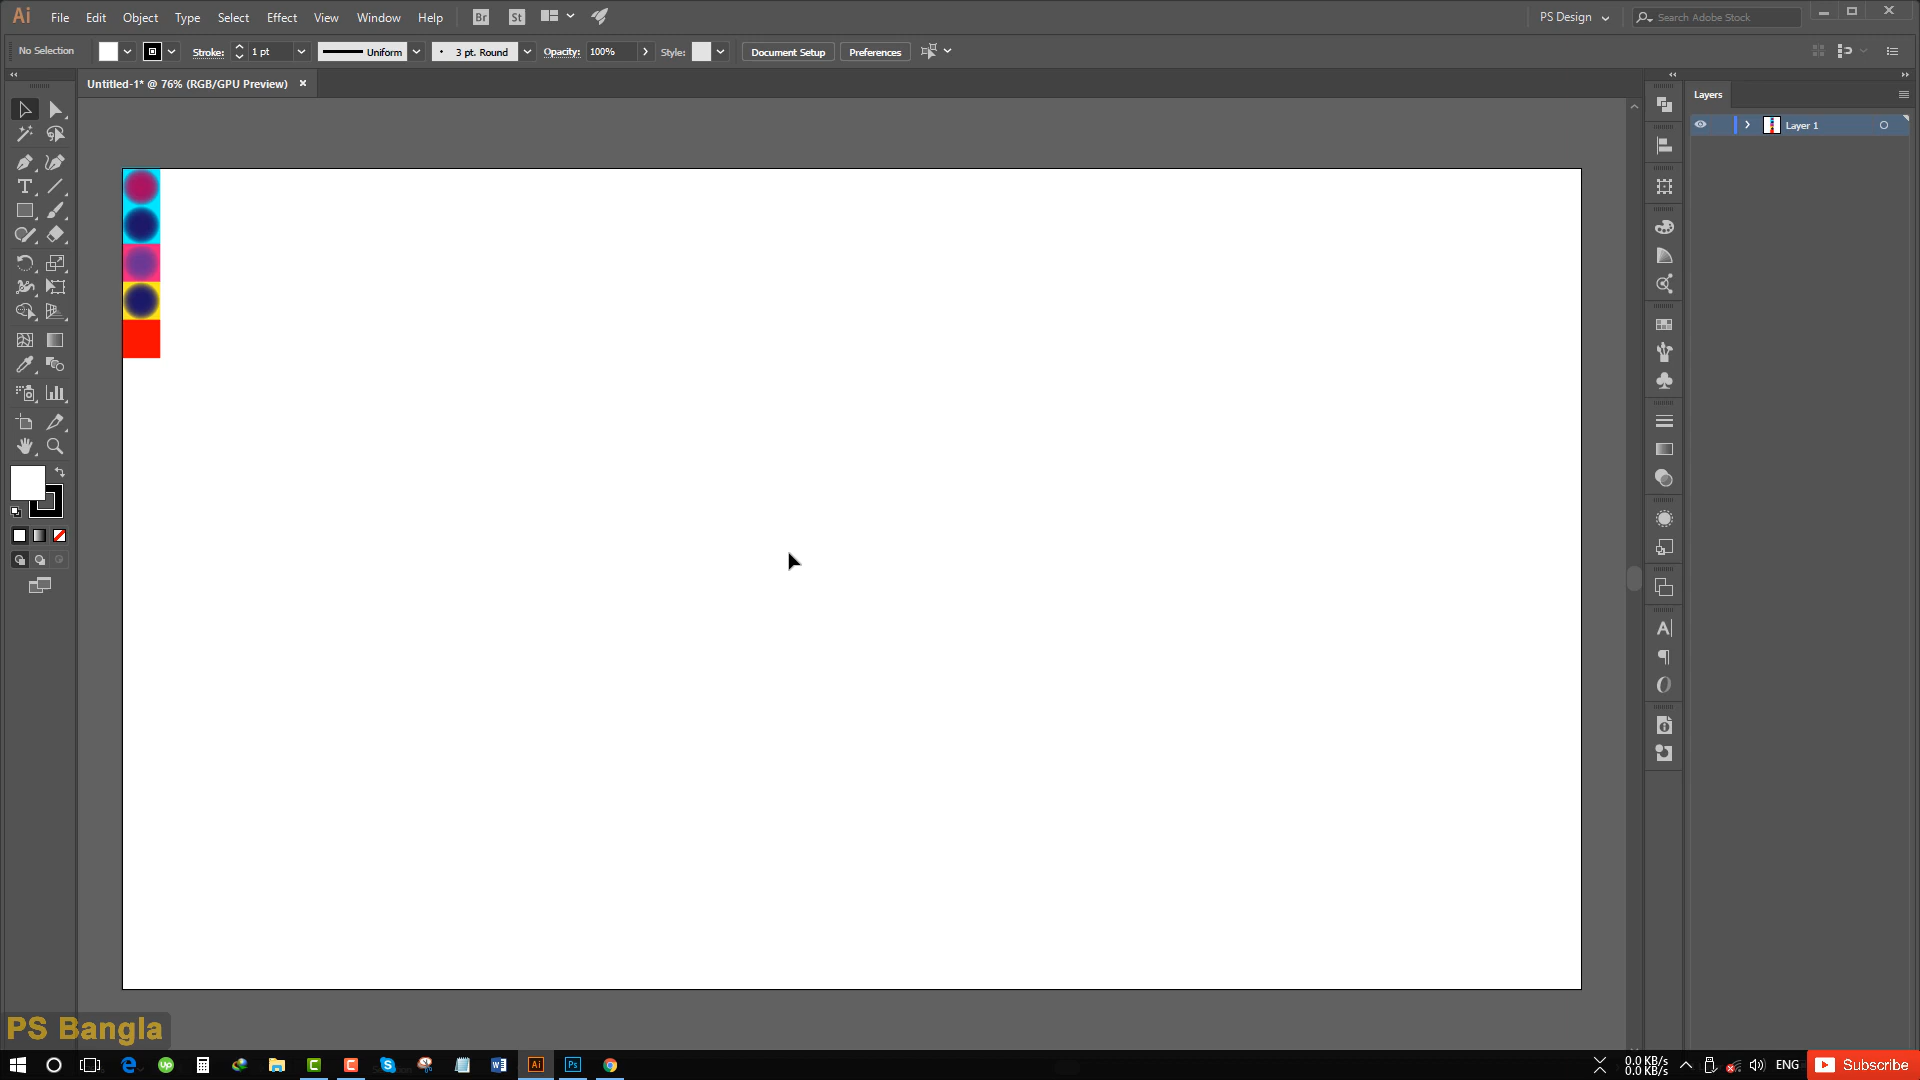 Ai File Edit Object Type Select Effect View Window Help Br St PS Design Search Adobe Stock
No Selection Stroke: 1 pt Uniform 3 pt. Round Opacity: 100% Style: Document Setup Preferences
Untitled-1* @ 76% (RGB/GPU Preview)
Layers
Layer 1
PS Bangla
0.0 KB/s
0.0 KB/s
ENG
Subscribe